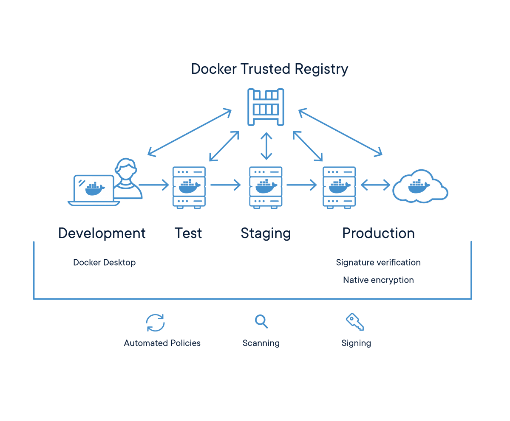 Docker Trusted Registry
Development
Test
Staging
Production
Docker Desktop
Signature verification
Native encryption
Automated Policies
Scanning
Signing